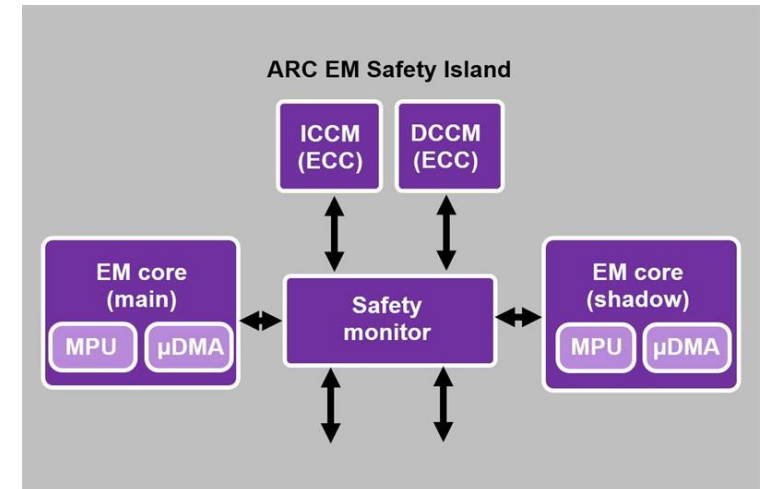 ARC EM Safety Island
ICCM
(ECC)
DCCM
(ECC)
EM core
(main)
MPU
µDMA
Safety
monitor
EM core
(shadow)
MPU
µDMA